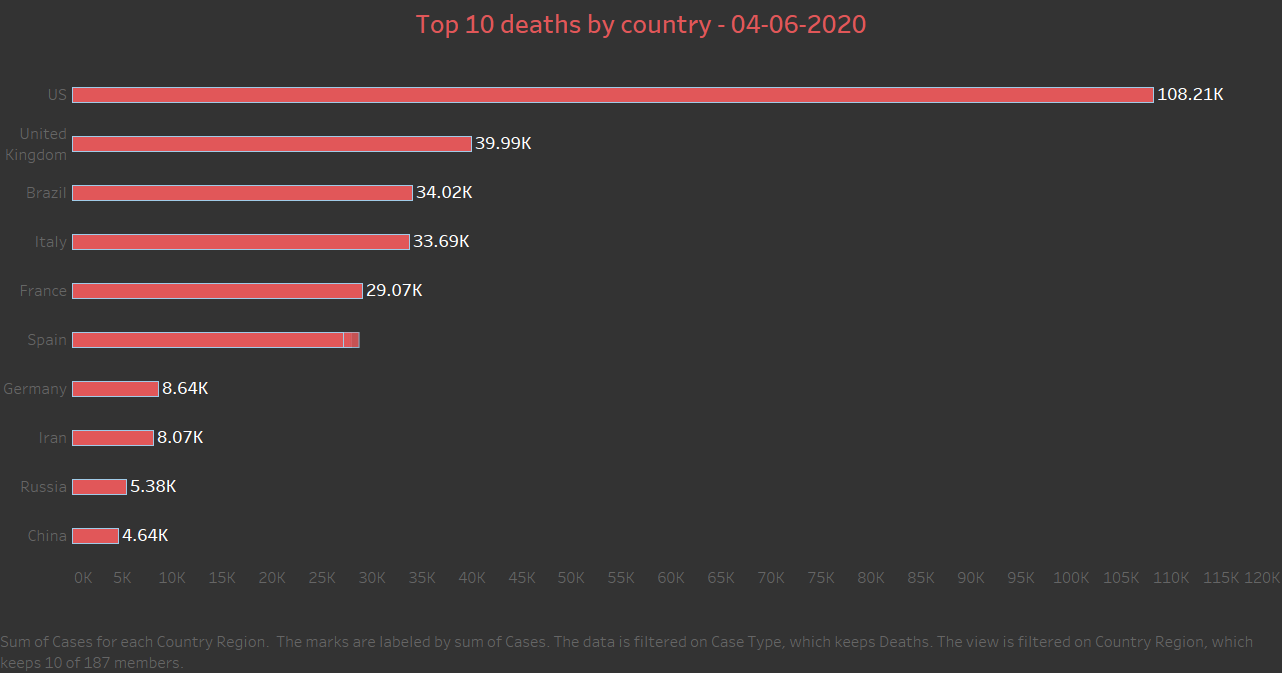 Top 10 deaths by country - 04-06-2020
US 108.21K
United
Kingdom 39.99K
Brazil 34.02K
Italy 33.69K
France 29.07K
Spain
Germany 8.64K
Iran 8.07K
Russia 5.38K
China 4.64K
0K 5K 10K 15K 20K 25K 30K 35K 40K 45K 50K 55K 60K 65K 70K 75K 80K 85K 90K 95K 100K 105K 110K 115K 120K
Sum of Cases for each Country Region. The marks are labeled by sum of Cases. The data is filtered on Case Type, which keeps Deaths. The view is filtered on Country Region, which
keeps 10 of 187 members.